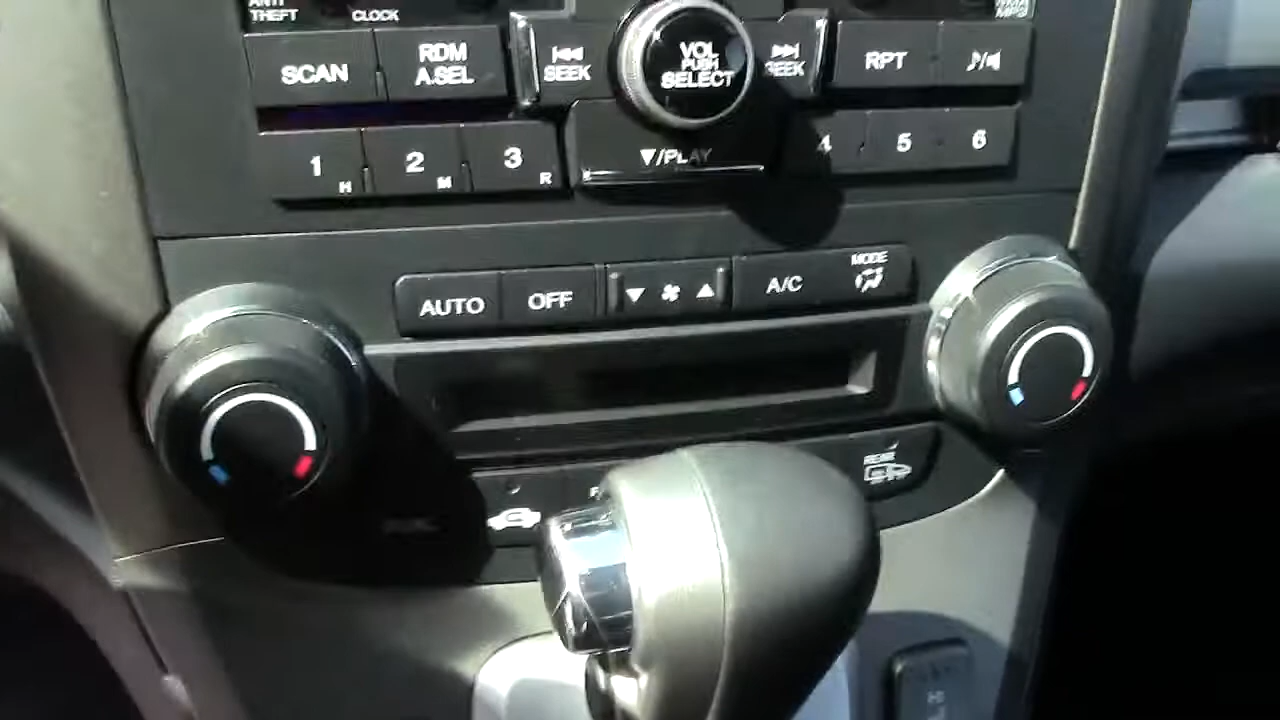 ANTI
THEFT
CLOCK
SCAN
RDM
A.SEL
SEEK
VOL
PUSH
SELECT
SEEK
RPT
1 H
2 M
3 R
▼/PLAY
4
5
6
AUTO
OFF
▼ ▲
A/C
MODE
REAR